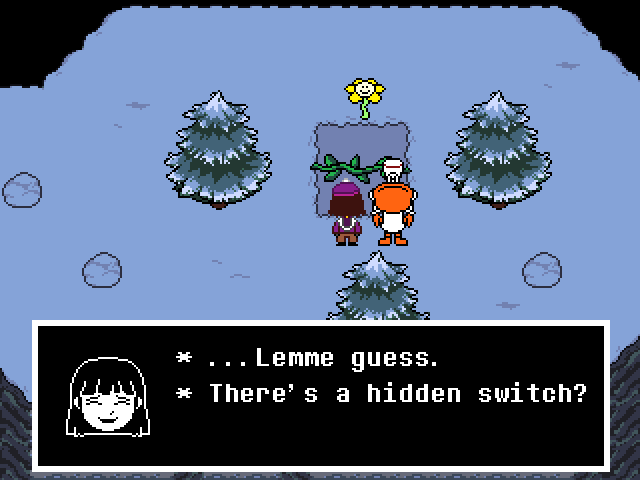 * ...Lemme guess.
* There's a hidden switch?